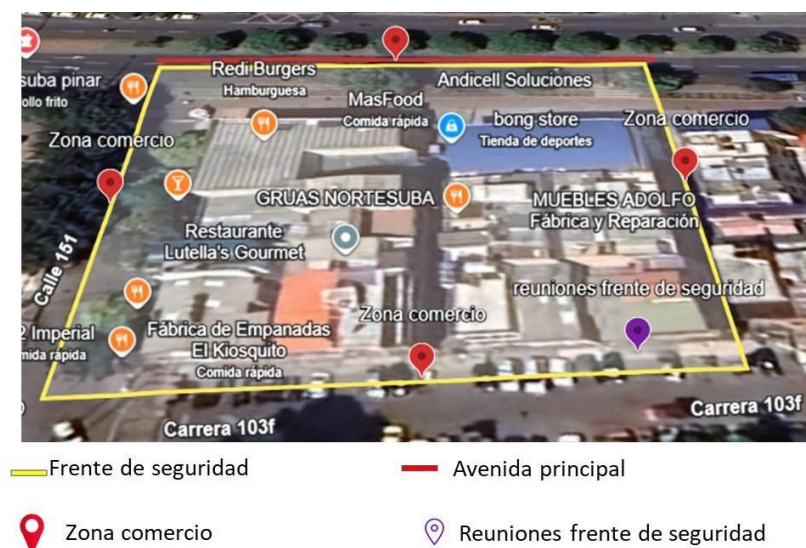 suba pinar
ollo frito
Redi Burgers
Hamburguesa
Andicell Soluciones
MasFood
Comida rápida
bong store
Tienda de deportes
Zona comercio
Zona comercio
GRUAS NORTESUBA
MUEBLES ADOLFO
Fábrica y Reparación
Restaurante
Lutella's Gourmet
Calle 151
reuniones frente de seguridad
2 Imperial
mida rápida
Fábrica de Empanadas
El Kiosquito
Comida rápida
Zona comercio
Carrera 103f
Carrera 103f
Frente de seguridad
Avenida principal
Zona comercio
Reuniones frente de seguridad